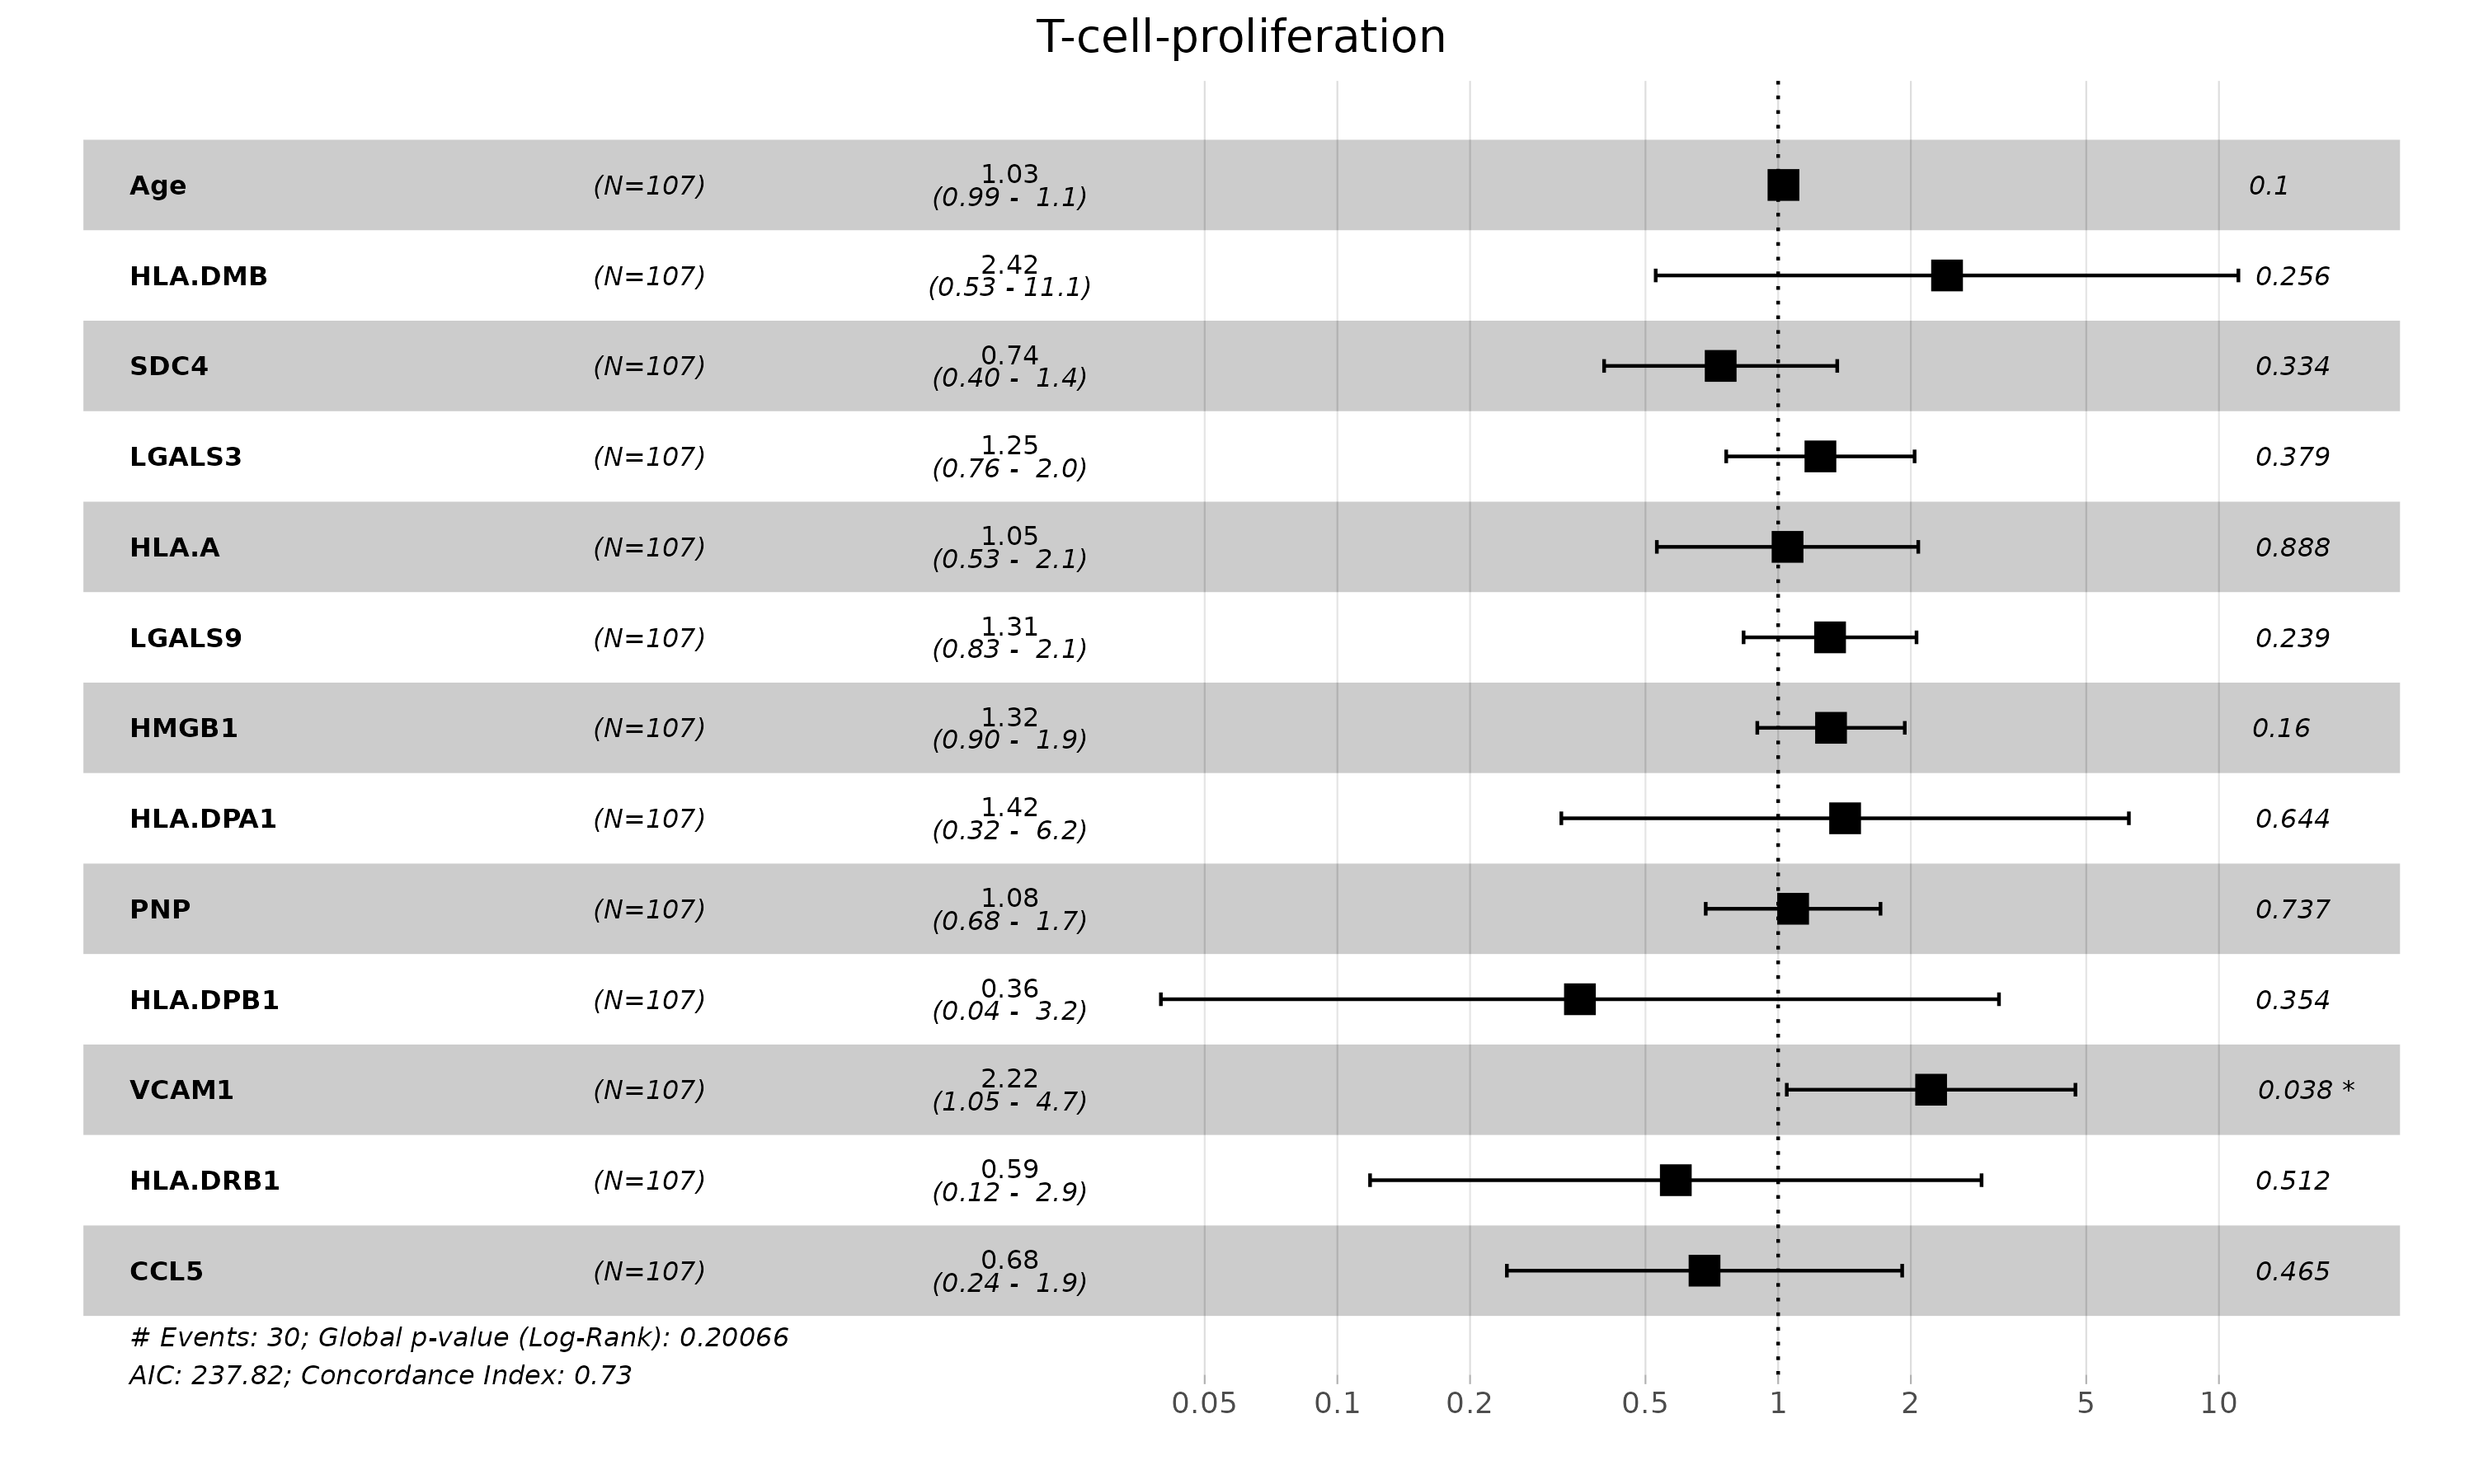 T-cell-proliferation
Age (N=107) 1.03 (0.99 - 1.1) 0.1
HLA.DMB (N=107) 2.42 (0.53 - 11.1) 0.256
SDC4 (N=107) 0.74 (0.40 - 1.4) 0.334
LGALS3 (N=107) 1.25 (0.76 - 2.0) 0.379
HLA.A (N=107) 1.05 (0.53 - 2.1) 0.888
LGALS9 (N=107) 1.31 (0.83 - 2.1) 0.239
HMGB1 (N=107) 1.32 (0.90 - 1.9) 0.16
HLA.DPA1 (N=107) 1.42 (0.32 - 6.2) 0.644
PNP (N=107) 1.08 (0.68 - 1.7) 0.737
HLA.DPB1 (N=107) 0.36 (0.04 - 3.2) 0.354
VCAM1 (N=107) 2.22 (1.05 - 4.7) 0.038 *
HLA.DRB1 (N=107) 0.59 (0.12 - 2.9) 0.512
CCL5 (N=107) 0.68 (0.24 - 1.9) 0.465
# Events: 30; Global p-value (Log-Rank): 0.20066
AIC: 237.82; Concordance Index: 0.73
0.05 0.1 0.2 0.5 1 2 5 10